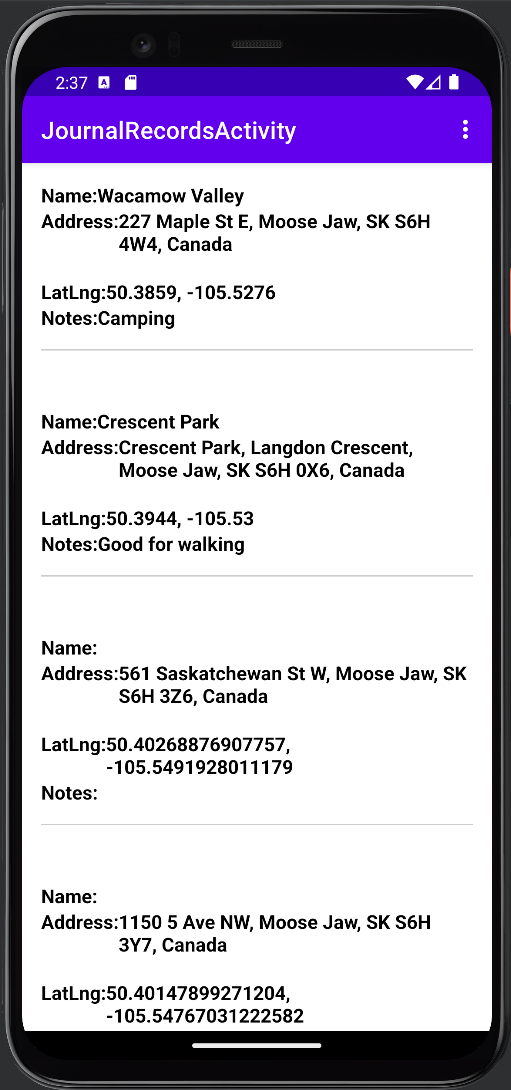 2:37
JournalRecordsActivity
Name:Wacamow Valley
Address:227 Maple St E, Moose Jaw, SK S6H
4W4, Canada
LatLng:50.3859, -105.5276
Notes:Camping
Name:Crescent Park
Address:Crescent Park, Langdon Crescent,
Moose Jaw, SK S6H 0X6, Canada
LatLng:50.3944, -105.53
Notes:Good for walking
Name:
Address:561 Saskatchewan St W, Moose Jaw, SK
S6H 3Z6, Canada
LatLng:50.40268876907757,
-105.5491928011179
Notes:
Name:
Address:1150 5 Ave NW, Moose Jaw, SK S6H
3Y7, Canada
LatLng:50.40147899271204,
-105.54767031222582